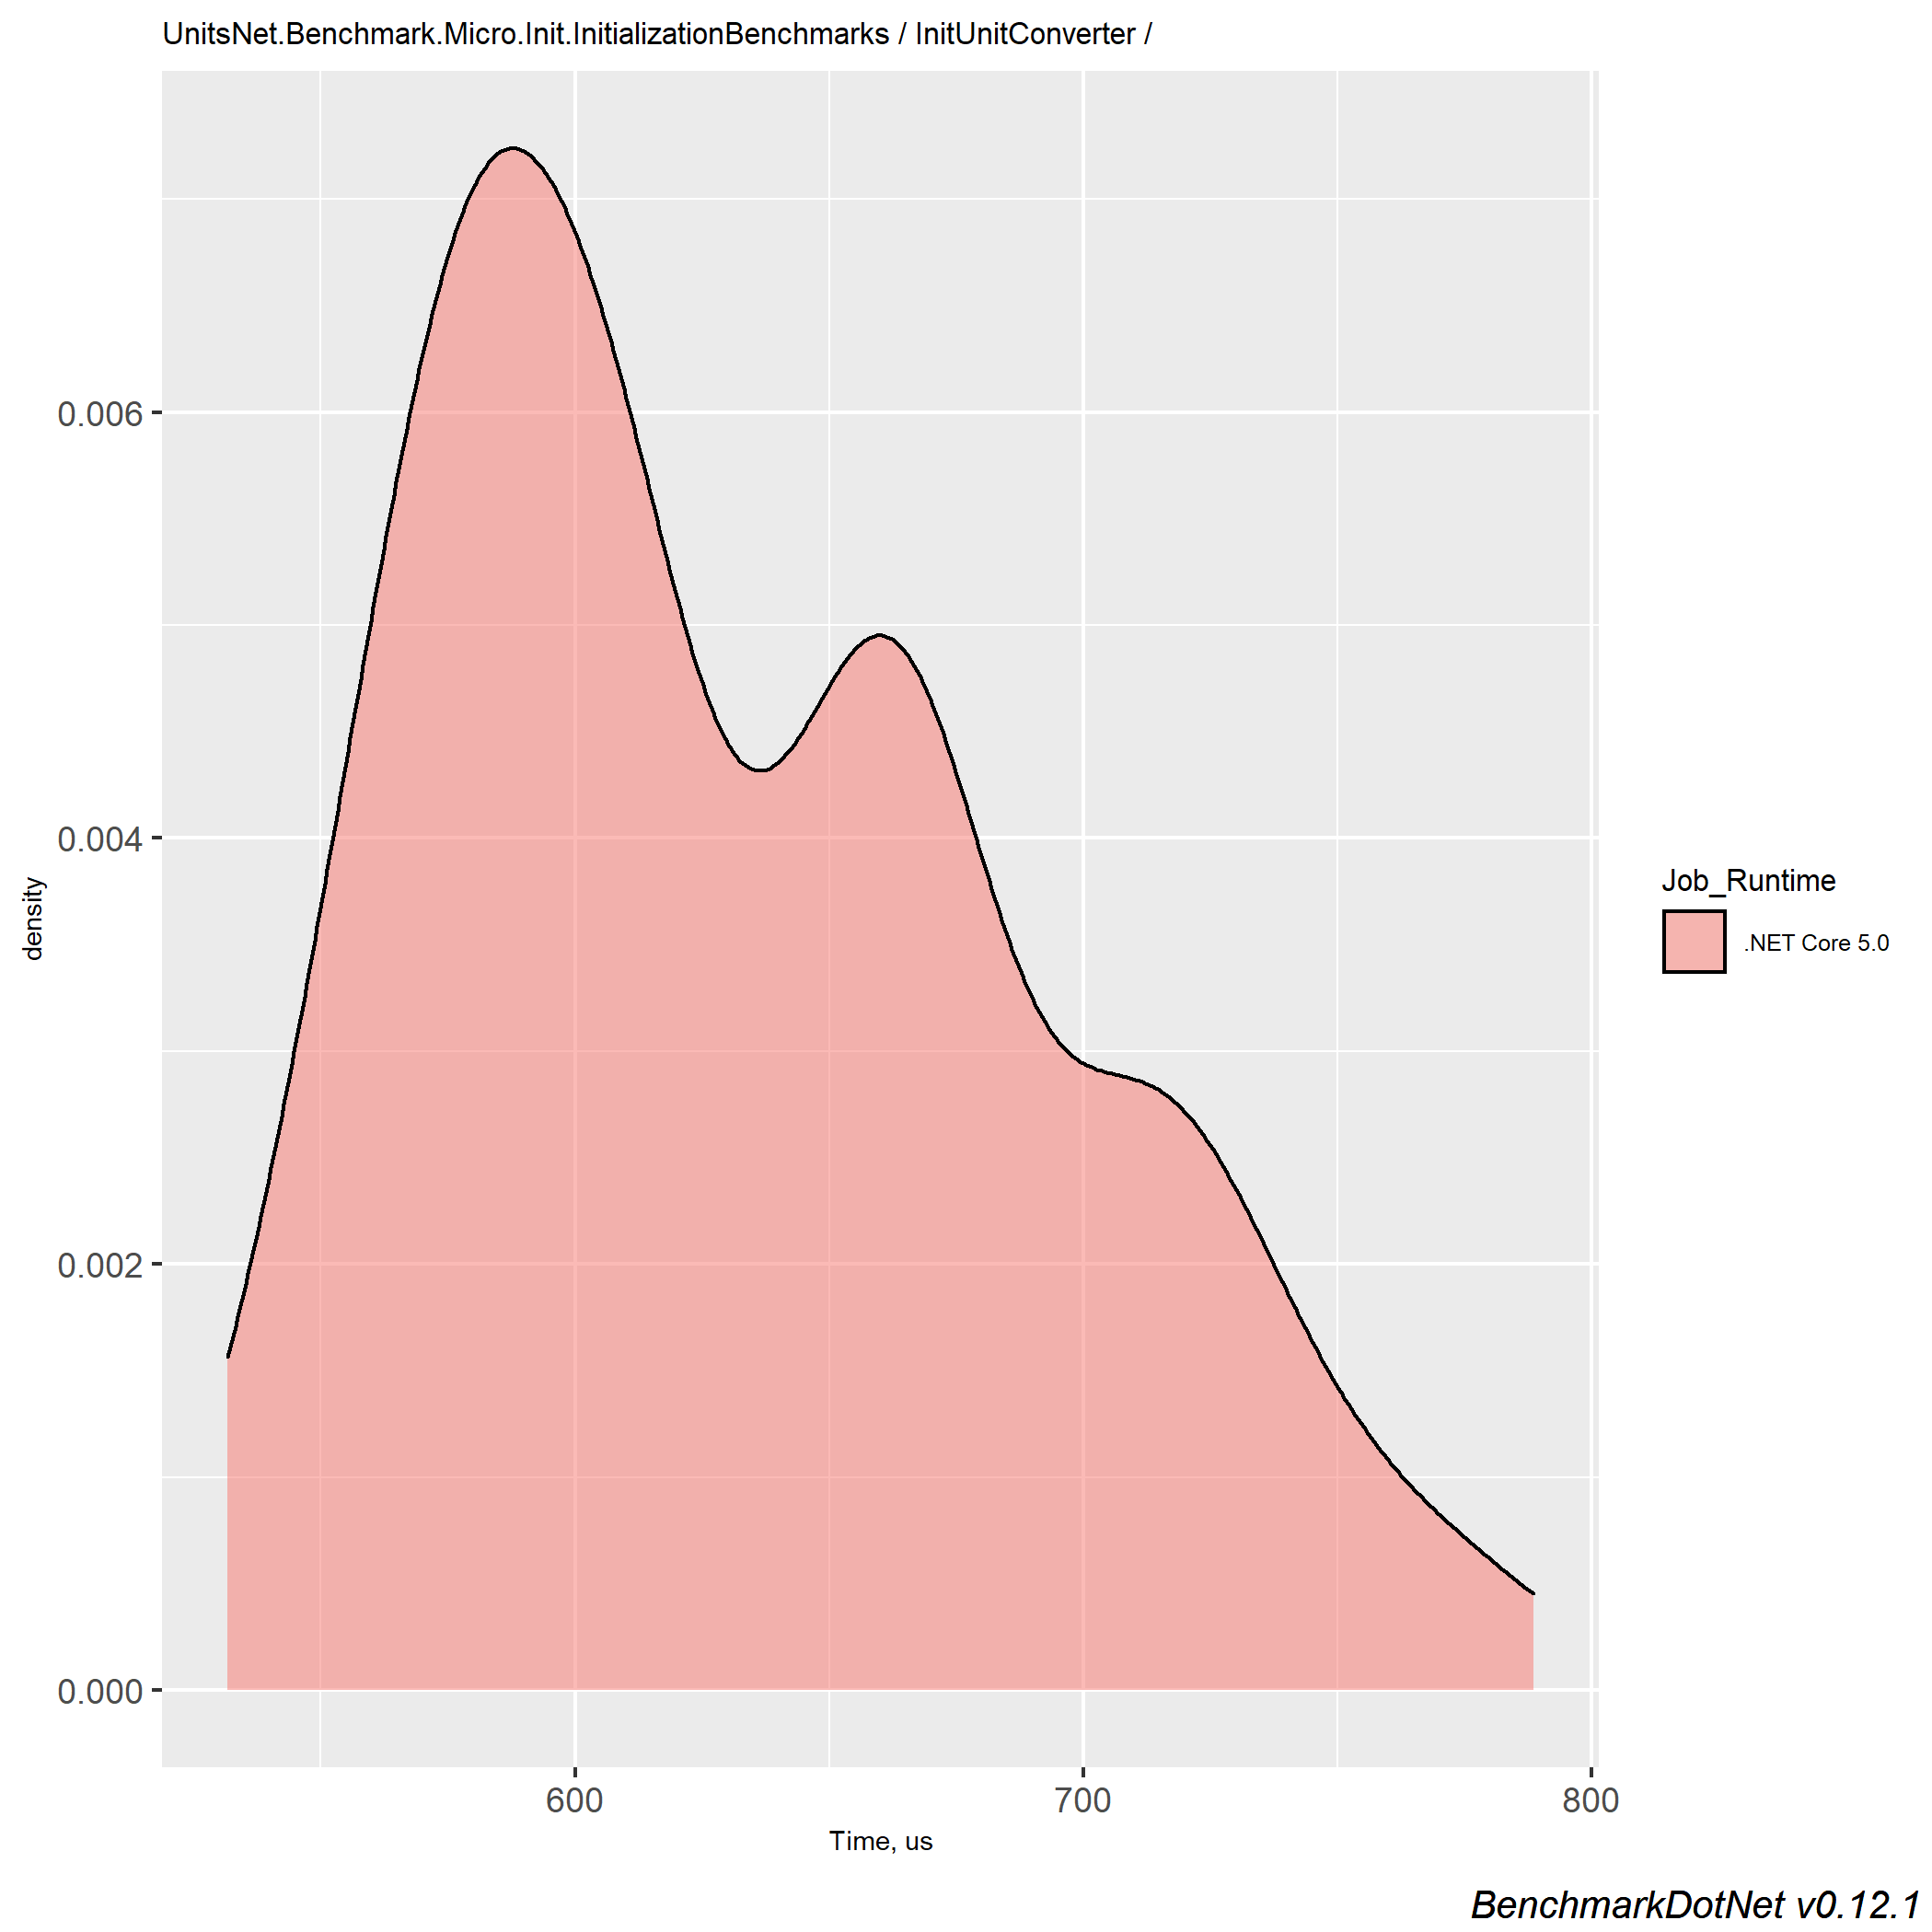 UnitsNet.Benchmark.Micro.Init.InitializationBenchmarks / InitUnitConverter /
0.006
0.004
0.002
0.000
density
600 700 800
Time, us
Job_Runtime
.NET Core 5.0
BenchmarkDotNet v0.12.1